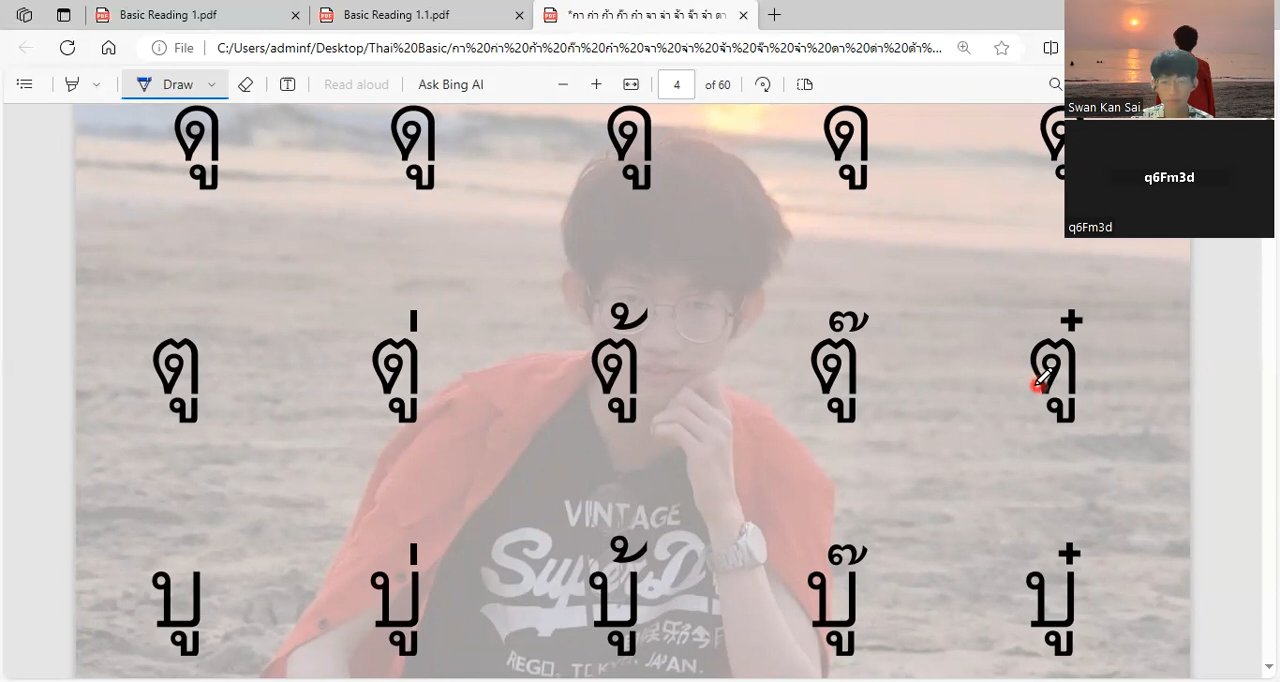 Basic Reading 1.pdf
Basic Reading 1.1.pdf
*กา ก่า ก้า ก๊า ก๋า จา จ่า จ้า จ๊า จ๋า ดา
File C:/Users/adminf/Desktop/Thai%20Basic/กา%20ก่า%20ก้า%20ก๊า%20ก๋า%20จา%20จ่า%20จ้า%20จ๊า%20จ๋า%20ดา%20ด่า%20ด้า%...
Draw Read aloud Ask Bing AI 4 of 60
Swan Kan Sai
q6Fm3d
q6Fm3d
ดู ดู ดู ดู ดู
ตู ตู่ ตู้ ตู๊ ตู๋
บู บู่ บู้ บู๊ บู๋
VINTAGE
SuperD
REGO. TOKYO JAPAN.